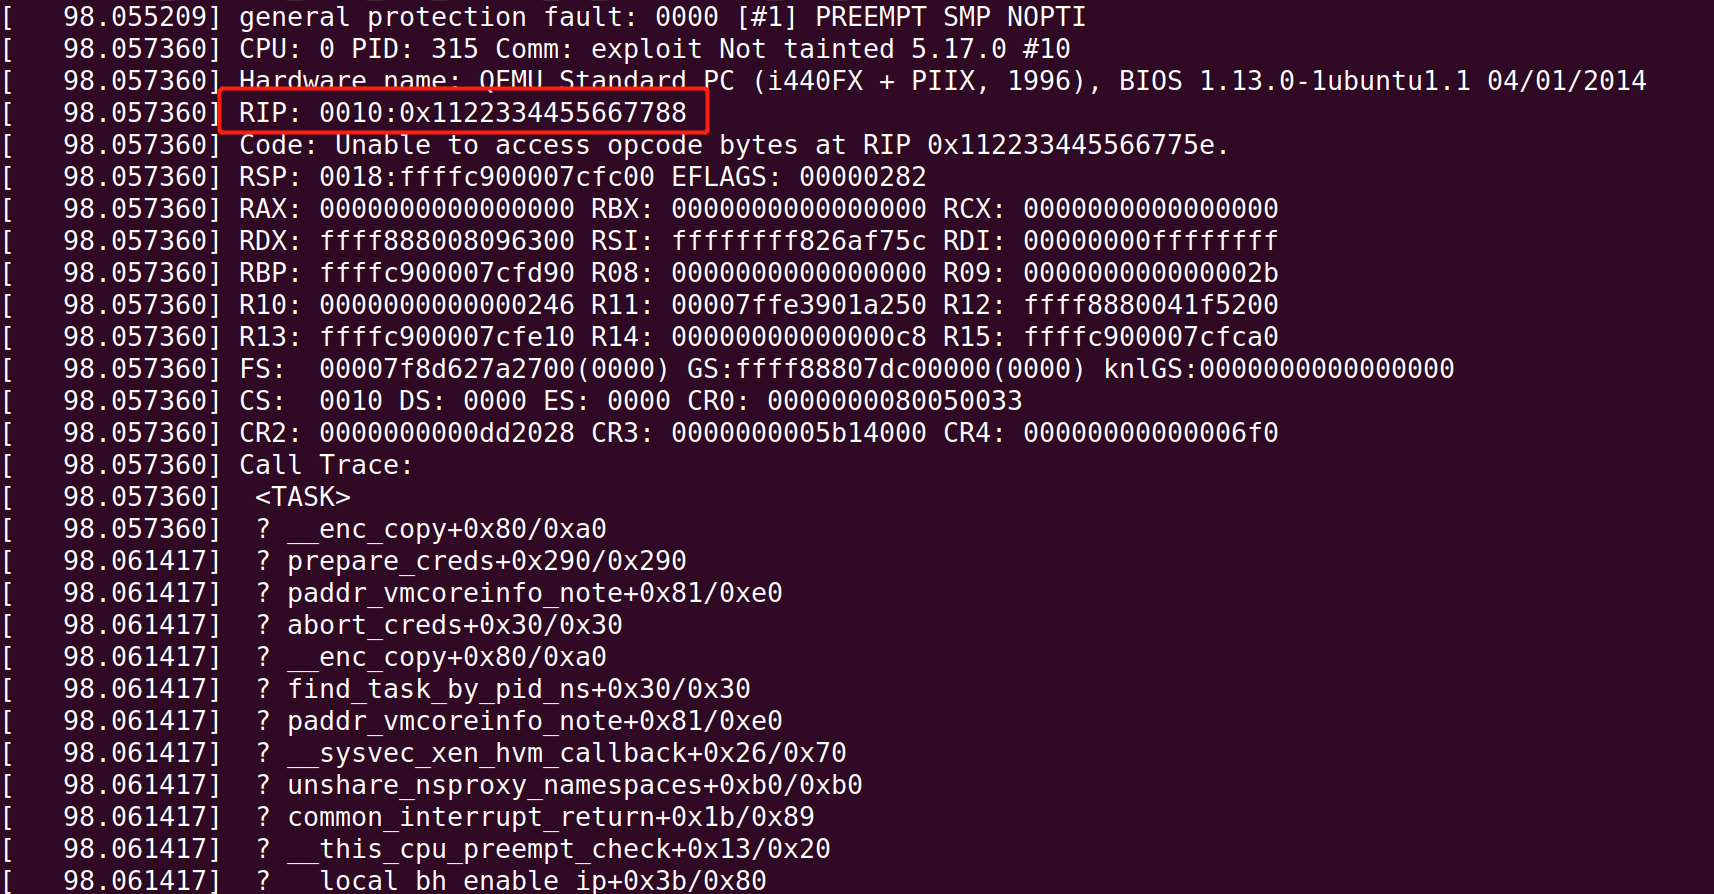 [   98.055209] general protection fault: 0000 [#1] PREEMPT SMP NOPTI
[   98.057360] CPU: 0 PID: 315 Comm: exploit Not tainted 5.17.0 #10
[   98.057360] Hardware name: QEMU Standard PC (i440FX + PIIX, 1996), BIOS 1.13.0-1ubuntu1.1 04/01/2014
[   98.057360] RIP: 0010:0x1122334455667788
[   98.057360] Code: Unable to access opcode bytes at RIP 0x112233445566775e.
[   98.057360] RSP: 0018:ffffc900007cfc00 EFLAGS: 00000282
[   98.057360] RAX: 0000000000000000 RBX: 0000000000000000 RCX: 0000000000000000
[   98.057360] RDX: ffff888008096300 RSI: ffffffff826af75c RDI: 00000000ffffffff
[   98.057360] RBP: ffffc900007cfd90 R08: 0000000000000000 R09: 000000000000002b
[   98.057360] R10: 0000000000000246 R11: 00007ffe3901a250 R12: ffff8880041f5200
[   98.057360] R13: ffffc900007cfe10 R14: 00000000000000c8 R15: ffffc900007cfca0
[   98.057360] FS:  00007f8d627a2700(0000) GS:ffff88807dc00000(0000) knlGS:0000000000000000
[   98.057360] CS:  0010 DS: 0000 ES: 0000 CR0: 0000000080050033
[   98.057360] CR2: 0000000000dd2028 CR3: 0000000005b14000 CR4: 00000000000006f0
[   98.057360] Call Trace:
[   98.057360]  <TASK>
[   98.057360]  ? __enc_copy+0x80/0xa0
[   98.061417]  ? prepare_creds+0x290/0x290
[   98.061417]  ? paddr_vmcoreinfo_note+0x81/0xe0
[   98.061417]  ? abort_creds+0x30/0x30
[   98.061417]  ? __enc_copy+0x80/0xa0
[   98.061417]  ? find_task_by_pid_ns+0x30/0x30
[   98.061417]  ? paddr_vmcoreinfo_note+0x81/0xe0
[   98.061417]  ? __sysvec_xen_hvm_callback+0x26/0x70
[   98.061417]  ? unshare_nsproxy_namespaces+0xb0/0xb0
[   98.061417]  ? common_interrupt_return+0x1b/0x89
[   98.061417]  ? __this_cpu_preempt_check+0x13/0x20
[   98.061417]  ? __local_bh_enable_ip+0x3b/0x80